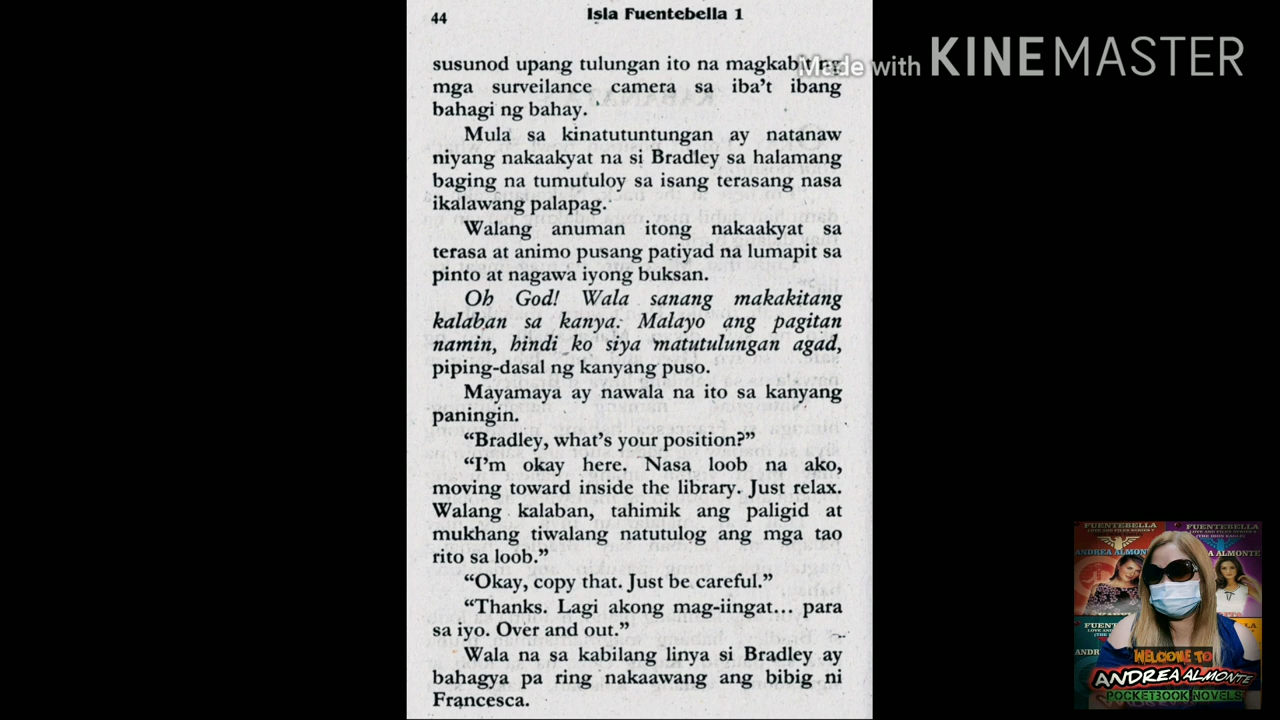 44
Isla Fuentebella 1
susunod upang tulungan ito na magkabit ng
mga surveilance camera sa iba't ibang
bahagi ng bahay.
Mula sa kinatutuntungan ay natanaw
niyang nakaakyat na si Bradley sa halamang
baging na tumutuloy sa isang terasang nasa
ikalawang palapag.
Walang anuman itong nakaakyat sa
terasa at animo pusang patiyad na lumapit sa
pinto at nagawa iyong buksan.
Oh God! Wala sanang makakitang
kalaban sa kanya. Malayo ang pagitan
namin, hindi ko siya matutulungan agad,
piping-dasal ng kanyang puso.
Mayamaya ay nawala na ito sa kanyang
paningin.
“Bradley, what's your position?”
“I'm okay here. Nasa loob na ako,
moving toward inside the library. Just relax.
Walang kalaban, tahimik ang paligid at
mukhang tiwalang natutulog ang mga tao
rito sa loob.”
“Okay, copy that. Just be careful.”
“Thanks. Lagi akong mag-iingat... para
sa iyo. Over and out.”
Wala na sa kabilang linya si Bradley ay
bahagya pa ring nakaawang ang bibig ni
Francesca.
Made with KINEMASTER
FUENTEBELLA
FUENTEBELLA
ANDREA ALMONTE
ALMONTE
WELCOME TO
ANDREA ALMONTE
POCKETBOOK NOVELS